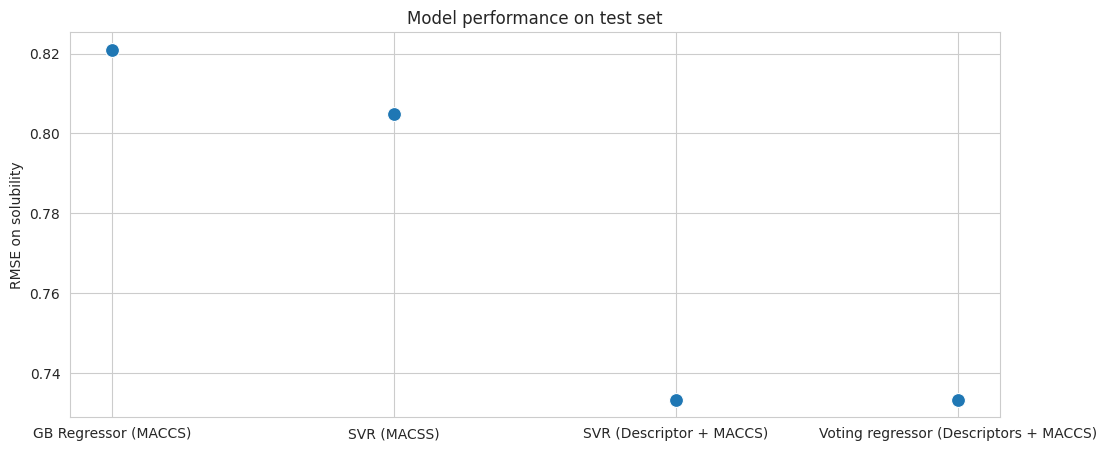 Model performance on test set
RMSE on solubility
0.82
0.80
0.78
0.76
0.74
GB Regressor (MACCS)
SVR (MACSS)
SVR (Descriptor + MACCS)
Voting regressor (Descriptors + MACCS)